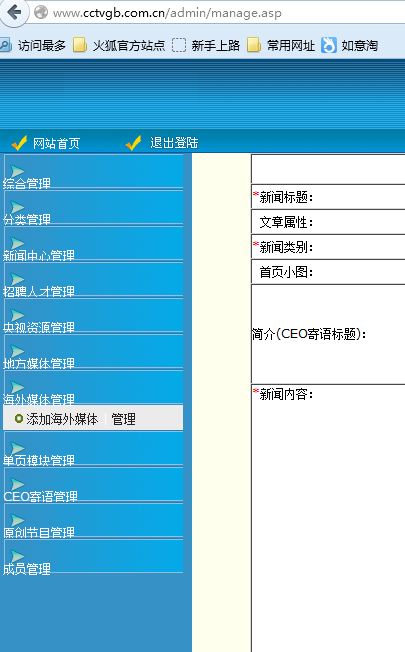 www.cctvgb.com.cn/admin/manage.asp
访问最多 火狐官方站点 新手上路 常用网址 如意淘
网站首页 退出登陆
综合管理
分类管理
新闻中心管理
招聘人才管理
央视资源管理
地方媒体管理
海外媒体管理
添加海外媒体 | 管理
单页模块管理
CEO寄语管理
原创节目管理
成员管理
*新闻标题：
文章属性：
*新闻类别：
首页小图：
简介(CEO寄语标题)：
*新闻内容：